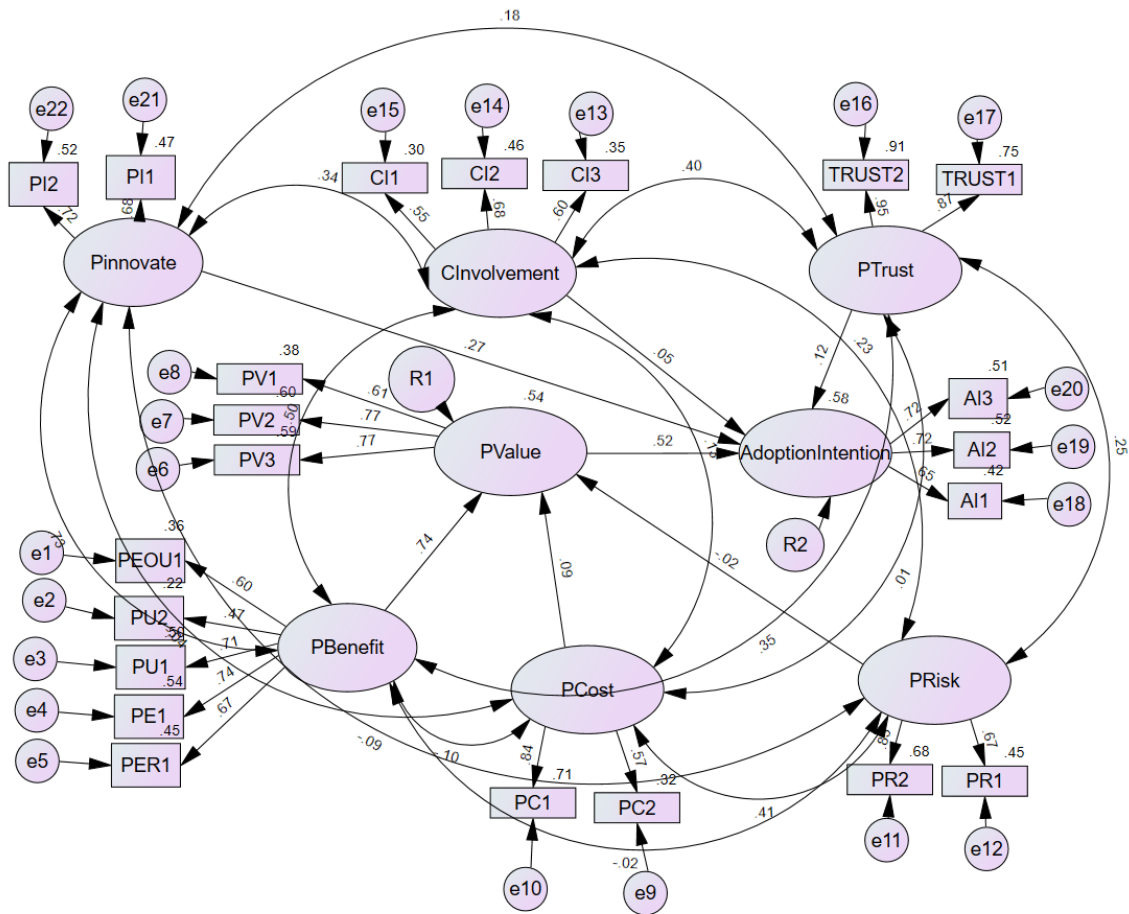 .18
e22
e21
e15
e14
e13
e16
e17
.52
.47
.30
.46
.35
.91
.75
PI2
PI1
CI1
CI2
CI3
TRUST2
TRUST1
.72
.68
.34
.55
.68
.60
.40
.95
.87
Pinnovate
CInvolvement
PTrust
.27
.05
.12
.23
.25
e8
.38
PV1
.61
R1
.54
.58
.51
AI3
e20
e7
.60
PV2
.77
.50
PValue
.52
AdoptionIntention
.72
.52
AI2
e19
e6
.59
PV3
.77
.72
.65
.42
AI1
e18
R2
.36
e1
PEOU1
.73
.60
.74
.09
-.02
.01
e2
.22
PU2
.47
e3
.50
PU1
.71
PBenefit
.35
PCost
PRisk
e4
.54
PE1
.74
e5
.45
PER1
.67
-.09
-.10
.71
.84
.57
.32
.41
.83
.68
.67
.45
PC1
PC2
PR2
PR1
e10
-.02
e9
e11
e12